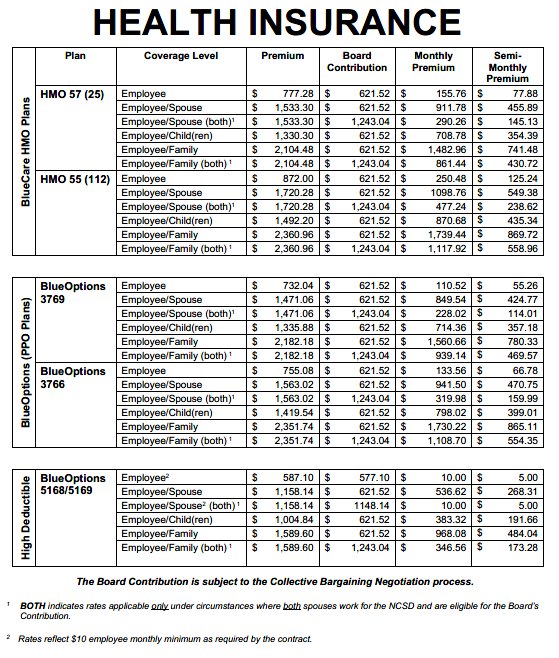 HEALTH INSURANCE
Plan Coverage Level Premium Board Contribution Monthly Premium Semi-Monthly Premium
BlueCare HMO Plans
HMO 57 (25) Employee $ 777.28 $ 621.52 $ 155.76 $ 77.88
Employee/Spouse $ 1,533.30 $ 621.52 $ 911.78 $ 455.89
Employee/Spouse (both)¹ $ 1,533.30 $ 1,243.04 $ 290.26 $ 145.13
Employee/Child(ren) $ 1,330.30 $ 621.52 $ 708.78 $ 354.39
Employee/Family $ 2,104.48 $ 621.52 $ 1,482.96 $ 741.48
Employee/Family (both) ¹ $ 2,104.48 $ 1,243.04 $ 861.44 $ 430.72
HMO 55 (112) Employee $ 872.00 $ 621.52 $ 250.48 $ 125.24
Employee/Spouse $ 1,720.28 $ 621.52 $ 1098.76 $ 549.38
Employee/Spouse (both)¹ $ 1,720.28 $ 1,243.04 $ 477.24 $ 238.62
Employee/Child(ren) $ 1,492.20 $ 621.52 $ 870.68 $ 435.34
Employee/Family $ 2,360.96 $ 621.52 $ 1,739.44 $ 869.72
Employee/Family (both) ¹ $ 2,360.96 $ 1,243.04 $ 1,117.92 $ 558.96
BlueOptions (PPO Plans)
BlueOptions 3769 Employee $ 732.04 $ 621.52 $ 110.52 $ 55.26
Employee/Spouse $ 1,471.06 $ 621.52 $ 849.54 $ 424.77
Employee/Spouse (both)¹ $ 1,471.06 $ 1,243.04 $ 228.02 $ 114.01
Employee/Child(ren) $ 1,335.88 $ 621.52 $ 714.36 $ 357.18
Employee/Family $ 2,182.18 $ 621.52 $ 1,560.66 $ 780.33
Employee/Family (both) ¹ $ 2,182.18 $ 1,243.04 $ 939.14 $ 469.57
BlueOptions 3766 Employee $ 755.08 $ 621.52 $ 133.56 $ 66.78
Employee/Spouse $ 1,563.02 $ 621.52 $ 941.50 $ 470.75
Employee/Spouse (both)¹ $ 1,563.02 $ 1,243.04 $ 319.98 $ 159.99
Employee/Child(ren) $ 1,419.54 $ 621.52 $ 798.02 $ 399.01
Employee/Family $ 2,351.74 $ 621.52 $ 1,730.22 $ 865.11
Employee/Family (both) ¹ $ 2,351.74 $ 1,243.04 $ 1,108.70 $ 554.35
High Deductible
BlueOptions 5168/5169 Employee² $ 587.10 $ 577.10 $ 10.00 $ 5.00
Employee/Spouse $ 1,158.14 $ 621.52 $ 536.62 $ 268.31
Employee/Spouse² (both) ¹ $ 1,158.14 $ 1148.14 $ 10.00 $ 5.00
Employee/Child(ren) $ 1,004.84 $ 621.52 $ 383.32 $ 191.66
Employee/Family $ 1,589.60 $ 621.52 $ 968.08 $ 484.04
Employee/Family (both) ¹ $ 1,589.60 $ 1,243.04 $ 346.56 $ 173.28
The Board Contribution is subject to the Collective Bargaining Negotiation process.
¹ BOTH indicates rates applicable only under circumstances where both spouses work for the NCSD and are eligible for the Board's
Contribution.
² Rates reflect $10 employee monthly minimum as required by the contract.